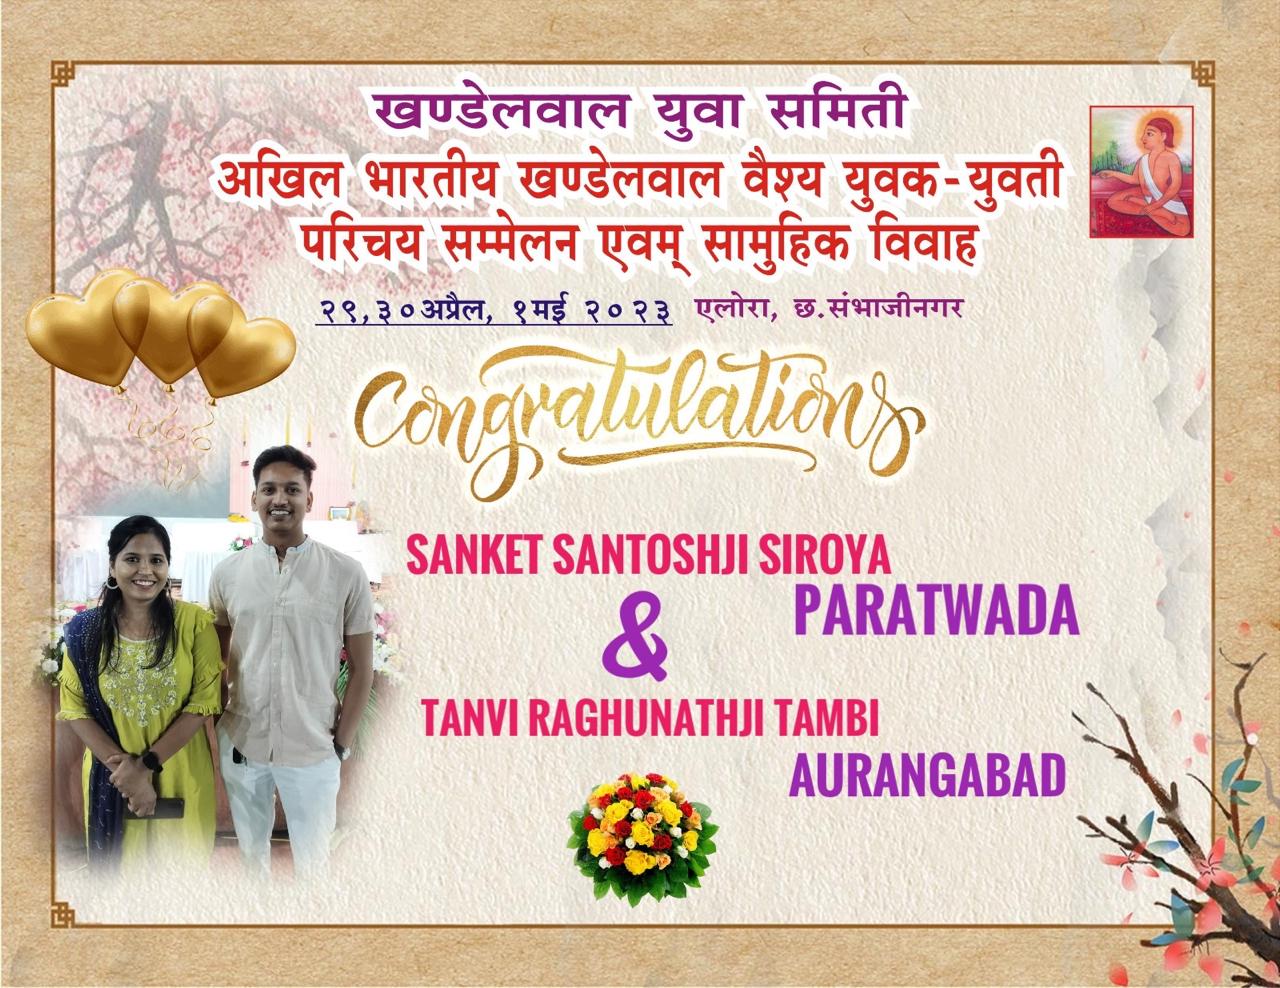 खण्डेलवाल युवा समिती
अखिल भारतीय खण्डेलवाल वैश्य युवक-युवती
परिचय सम्मेलन एवम् सामुहिक विवाह
२९,३०अप्रैल, १मई २०२३ एलोरा, छ.संभाजीनगर
Congratulations
SANKET SANTOSHJI SIROYA
PARATWADA
&
TANVI RAGHUNATHJI TAMBI
AURANGABAD